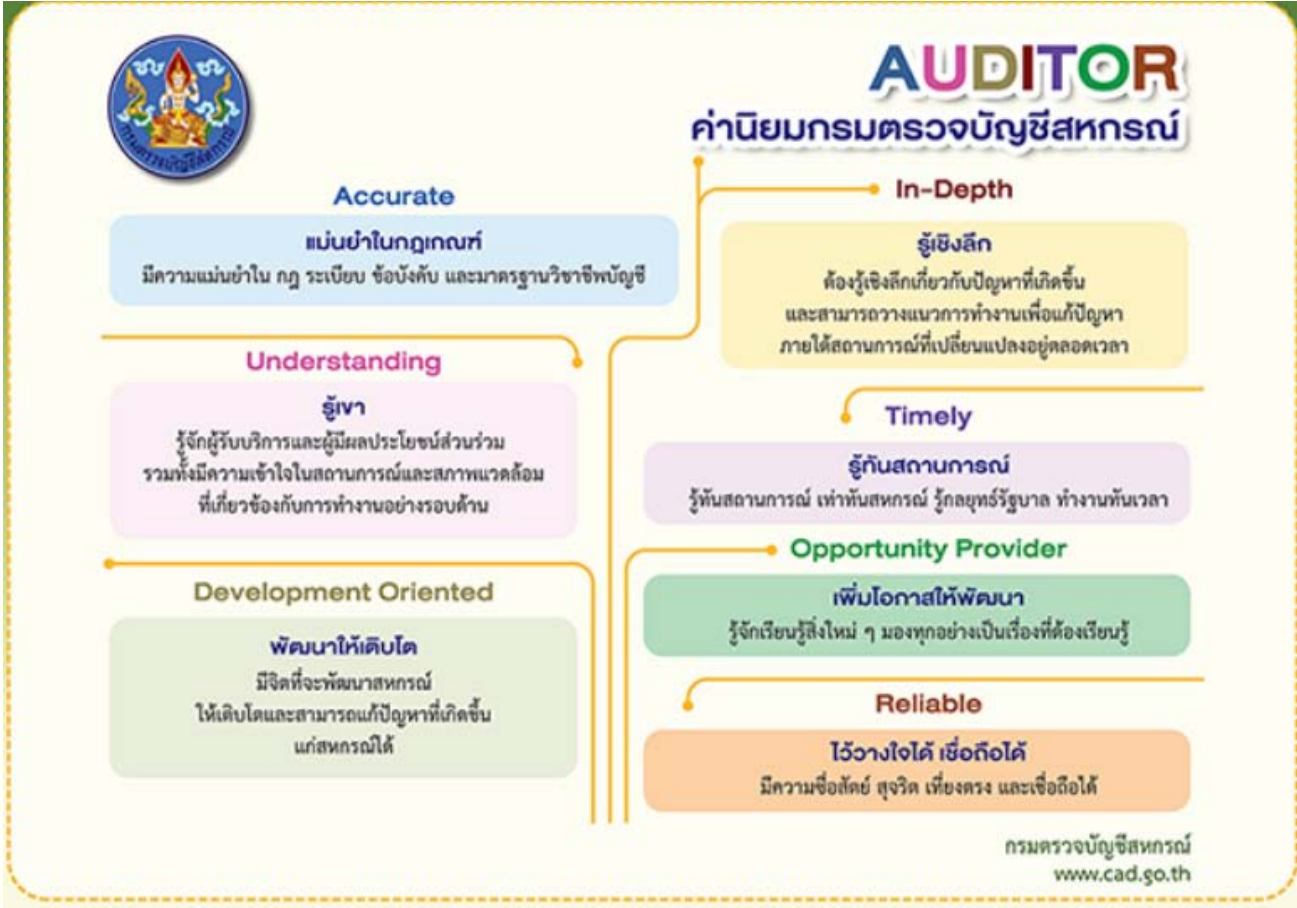 กรมตรวจบัญชีสหกรณ์
AUDITOR
ค่านิยมกรมตรวจบัญชีสหกรณ์
Accurate
แม่นยำในกฎเกณฑ์
มีความแม่นยำใน กฎ ระเบียบ ข้อบังคับ และมาตรฐานวิชาชีพบัญชี
Understanding
รู้เขา
รู้จักผู้รับบริการและผู้มีผลประโยชน์ส่วนร่วม
รวมทั้งมีความเข้าใจในสถานการณ์และสภาพแวดล้อม
ที่เกี่ยวข้องกับการทำงานอย่างรอบด้าน
Development Oriented
พัฒนาให้เติบโต
มีจิตที่จะพัฒนาสหกรณ์
ให้เติบโตและสามารถแก้ปัญหาที่เกิดขึ้น
แก่สหกรณ์ได้
In-Depth
รู้เชิงลึก
ต้องรู้เชิงลึกเกี่ยวกับปัญหาที่เกิดขึ้น
และสามารถวางแนวการทำงานเพื่อแก้ปัญหา
ภายใต้สถานการณ์ที่เปลี่ยนแปลงอยู่ตลอดเวลา
Timely
รู้ทันสถานการณ์
รู้ทันสถานการณ์ เท่าทันสหกรณ์ รู้กลยุทธ์รัฐบาล ทำงานทันเวลา
Opportunity Provider
เพิ่มโอกาสให้พัฒนา
รู้จักเรียนรู้สิ่งใหม่ ๆ มองทุกอย่างเป็นเรื่องที่ต้องเรียนรู้
Reliable
ไว้วางใจได้ เชื่อถือได้
มีความซื่อสัตย์ สุจริต เที่ยงตรง และเชื่อถือได้
กรมตรวจบัญชีสหกรณ์
www.cad.go.th